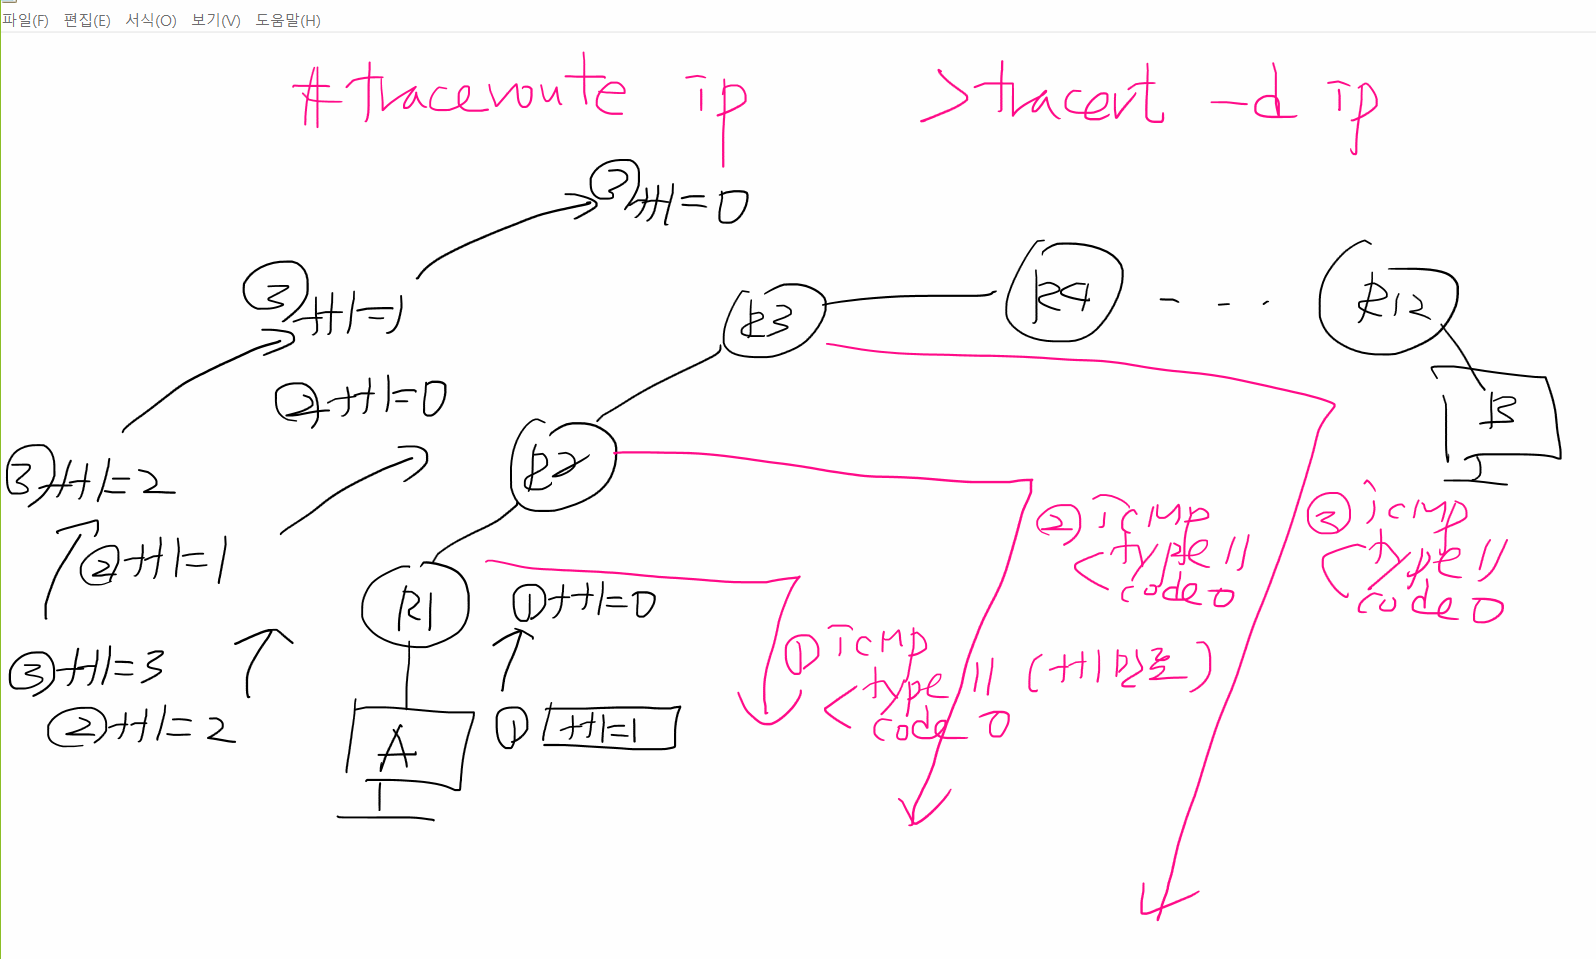 파일(F) 편집(E) 서식(O) 보기(V) 도움말(H)
# traceroute ip
>tracert -d ip
③ ttl=0
③ ttl=1
R3
R4
- - -
R12
② ttl=0
B
③ ttl=2
R2
② ttl=1
② icmp
type 11
code 0
③ icmp
type 11
code 0
R1
① ttl=0
① icmp
type 11 (ttl만료)
code 0
③ ttl=3
② ttl=2
A
① ttl=1